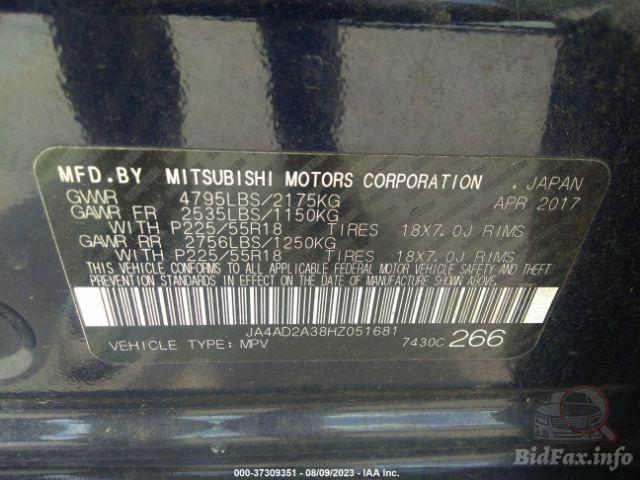 MFD.BY MITSUBISHI MOTORS CORPORATION . JAPAN
GVWR 4795LBS/2175KG APR 2017
GAWR FR 2535LBS/1150KG
WITH P225/55R18 TIRES 18X7.0J RIMS
GAWR RR 2756LBS/1250KG
WITH P225/55R18 TIRES 18X7.0J RIMS
THIS VEHICLE CONFORMS TO ALL APPLICABLE FEDERAL MOTOR VEHICLE SAFETY AND THEFT
PREVENTION STANDARDS IN EFFECT ON THE DATE OF MANUFACTURE SHOWN ABOVE.
JA4AD2A38HZ051681
VEHICLE TYPE: MPV 7430C 266
BidFax.info
000-37309351 - 08/09/2023 - IAA Inc.